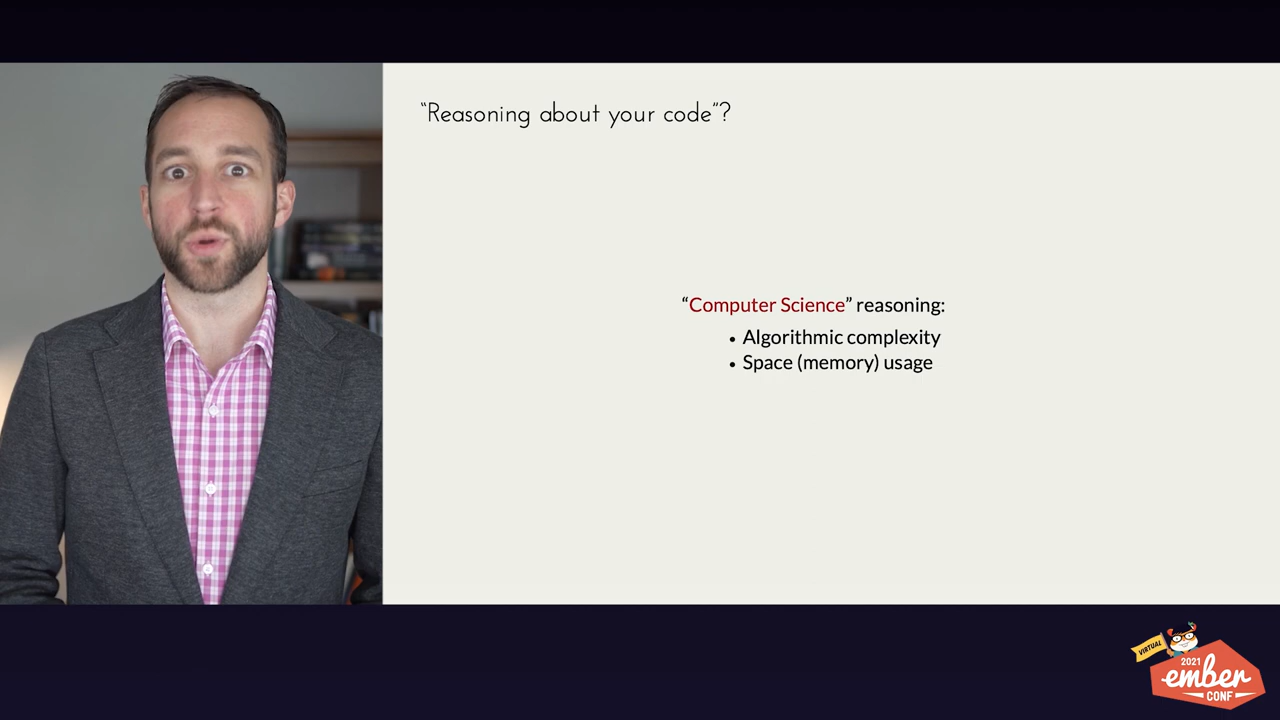 “Reasoning about your code”?
“Computer Science” reasoning:
• Algorithmic complexity
• Space (memory) usage
VIRTUAL
2021
ember
CONF